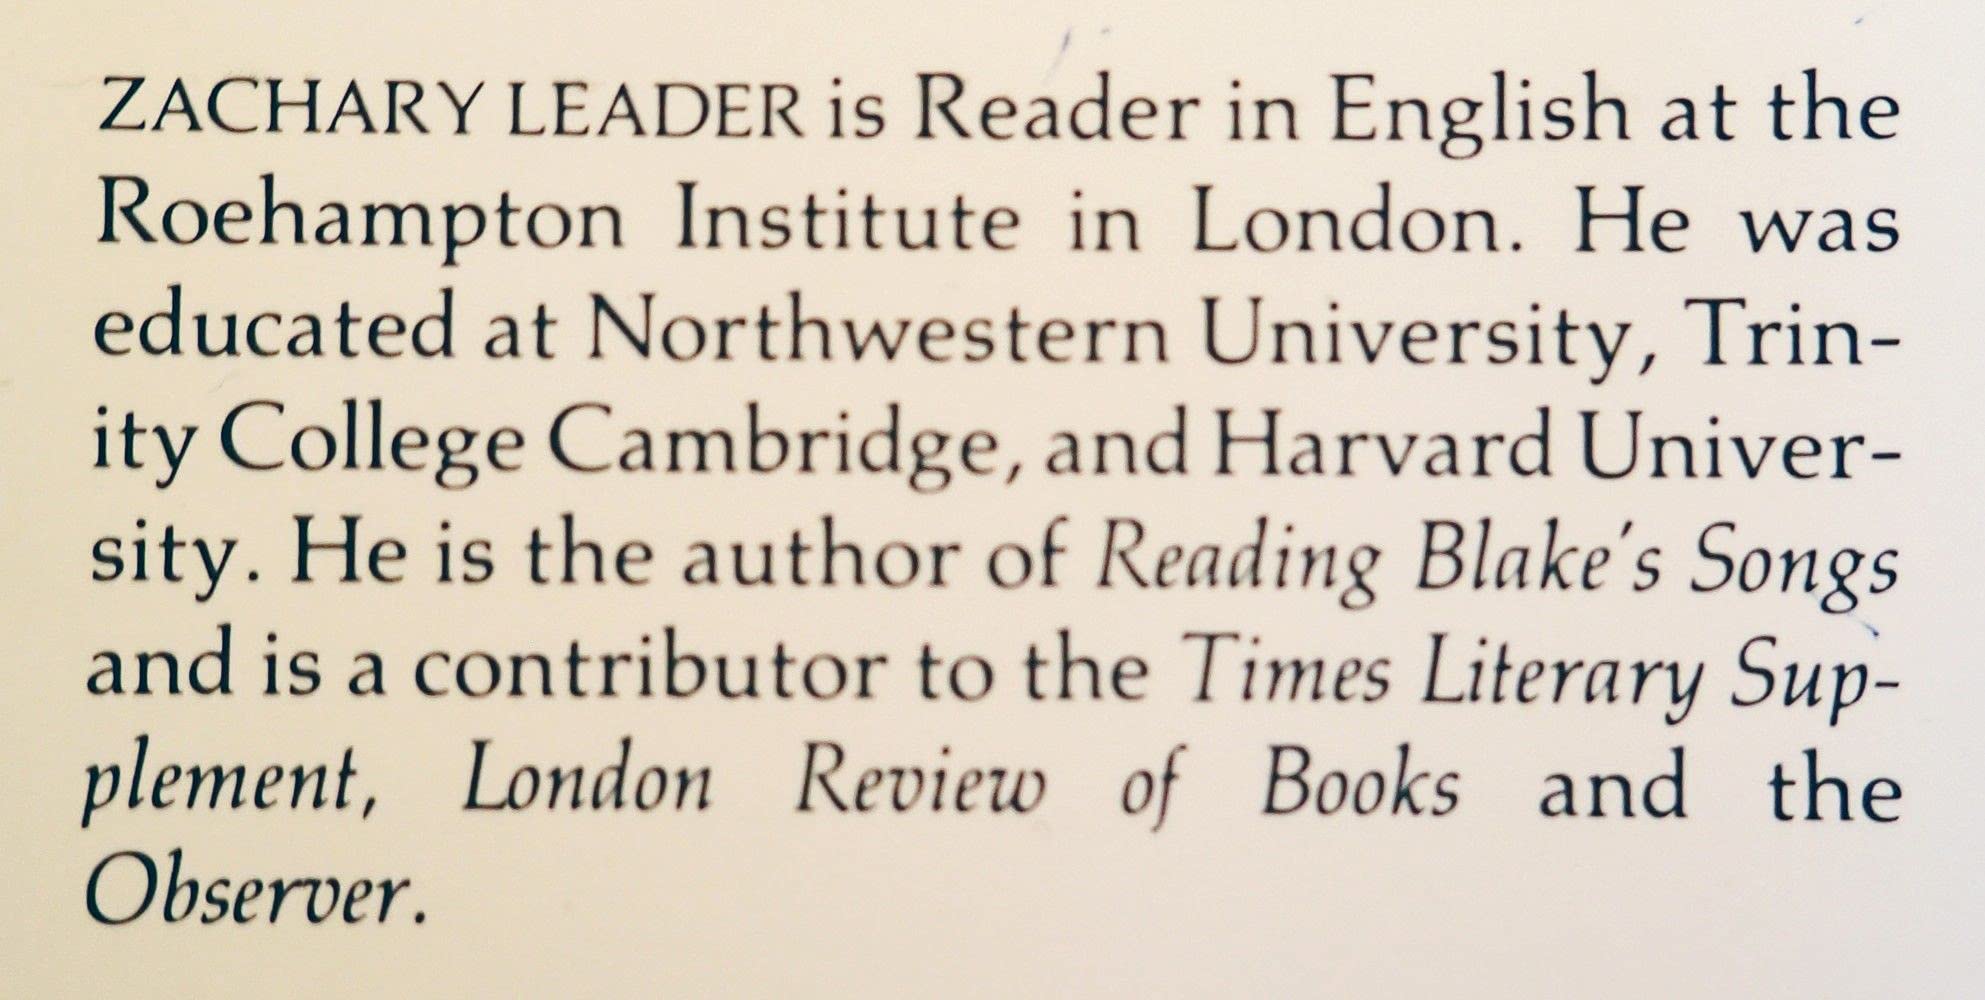 ZACHARY LEADER is Reader in English at the
Roehampton Institute in London. He was
educated at Northwestern University, Trin-
ity College Cambridge, and Harvard Univer-
sity. He is the author of Reading Blake's Songs
and is a contributor to the Times Literary Sup-
plement, London Review of Books and the
Observer.